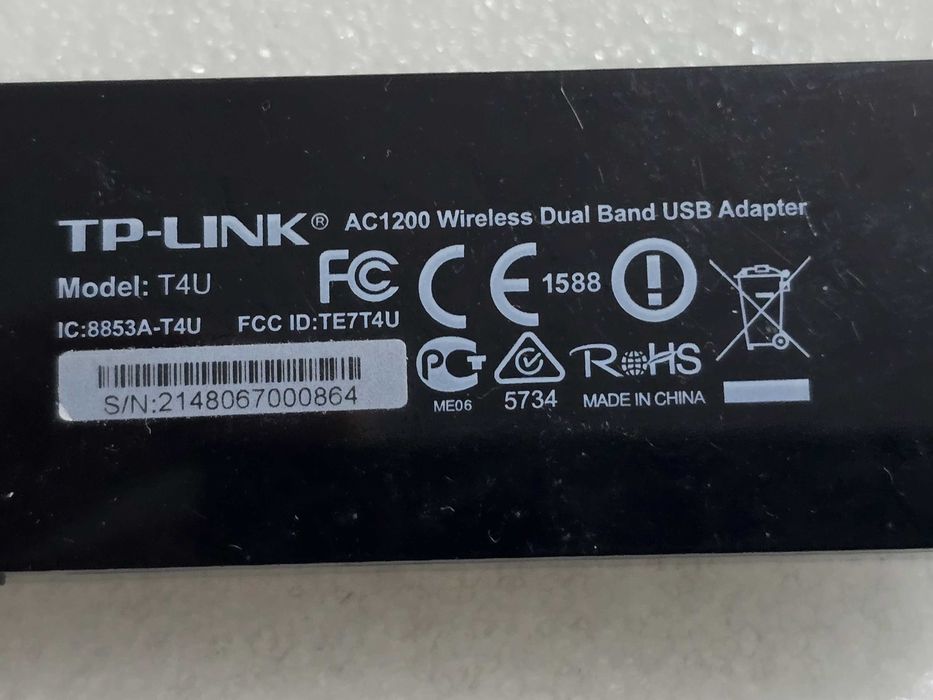 TP-LINK® AC1200 Wireless Dual Band USB Adapter
Model: T4U
FC CE 1588
IC:8853A-T4U FCC ID:TE7T4U
S/N:2148067000864
PCT
ME06
5734
RoHS
MADE IN CHINA